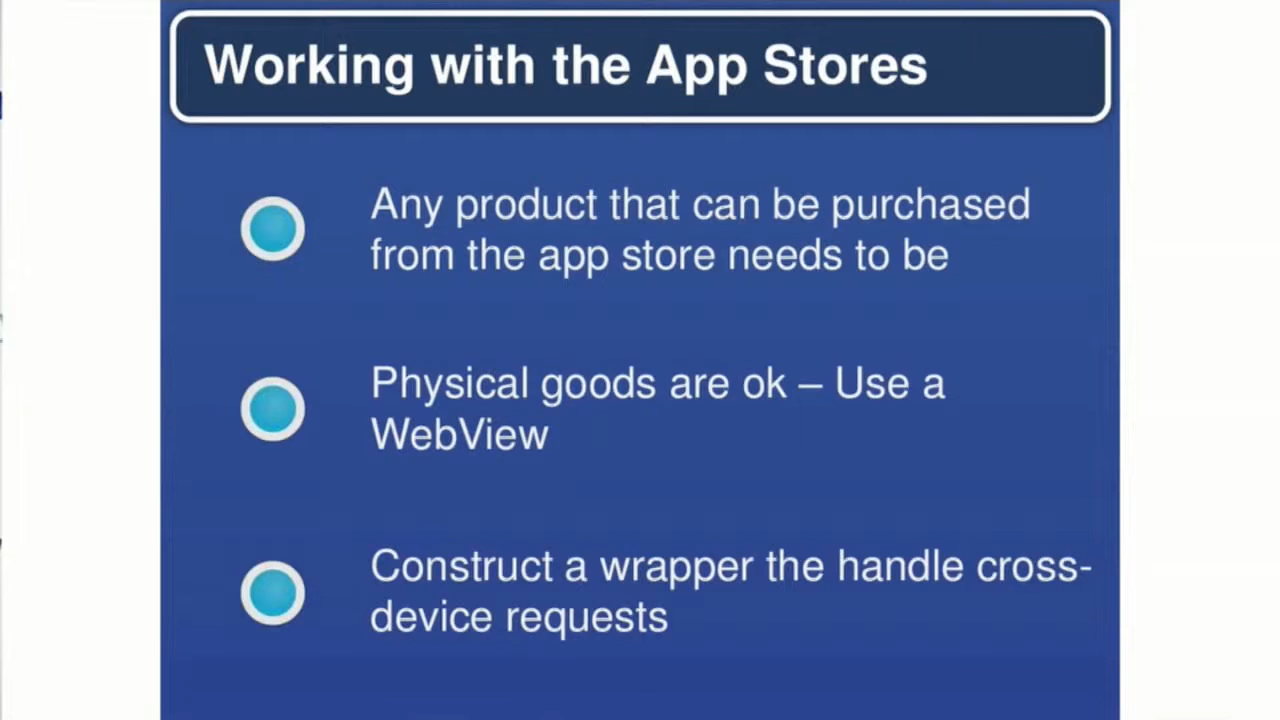 Working with the App Stores
Any product that can be purchased
from the app store needs to be
Physical goods are ok – Use a
WebView
Construct a wrapper the handle cross-
device requests